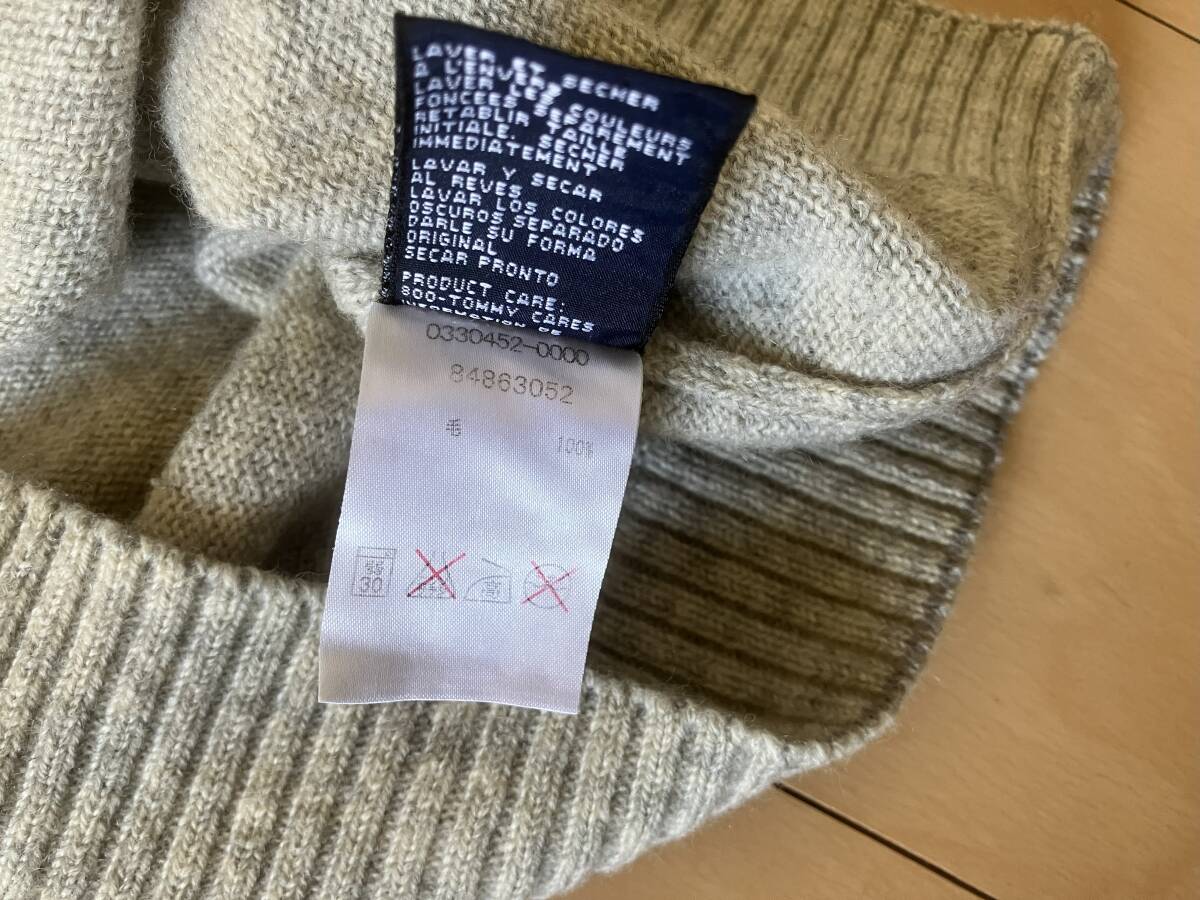 LAVER ET SECHER
A L'ENVERS
LAVER LES COULEURS
FONCEES SEPAREMENT
RETABLIR TAILLE
INITIALE. SECHER
IMMEDIATEMENT
LAVAR Y SECAR
AL REVES
LAVAR LOS COLORES
OSCUROS SEPARADO
DARLE SU FORMA
ORIGINAL
SECAR PRONTO
PRODUCT CARE:
800-TOMMY CARES
0330452-0000
84863052
毛 100%
弱 高
30